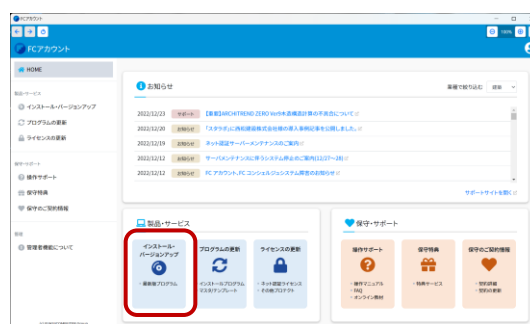 FCアカウント
100%
FCアカウント
HOME
製品・サービス
インストール・バージョンアップ
プログラムの更新
ライセンスの更新
保守・サポート
操作サポート
保守特典
保守のご契約情報
管理
管理者機能について
お知らせ
業種で絞り込む 建築
2022/12/23 サポート 【重要】ARCHITREND ZERO Ver9木造構造計算の不具合について
2022/12/20 お知らせ 「スタラボ」に西和建設株式会社様の導入事例記事を公開しました。
2022/12/19 お知らせ ネット認証サーバーメンテナンスのご案内
2022/12/12 お知らせ サーバメンテナンスに伴うシステム停止のご案内(12/27~28)
2022/12/12 お知らせ FC アカウント、FC コンシェルジュシステム障害のお知らせ
サポートサイトを開く
製品・サービス
インストール・
バージョンアップ
・最新版プログラム
プログラムの更新
・インストールプログラム
・マスタ/テンプレート
ライセンスの更新
・ネット認証ライセンス
・その他プロテクト
保守・サポート
操作サポート
・操作マニュアル
・FAQ
・オンライン教材
保守特典
・特典サービス
保守のご契約情報
・契約詳細
・契約の更新